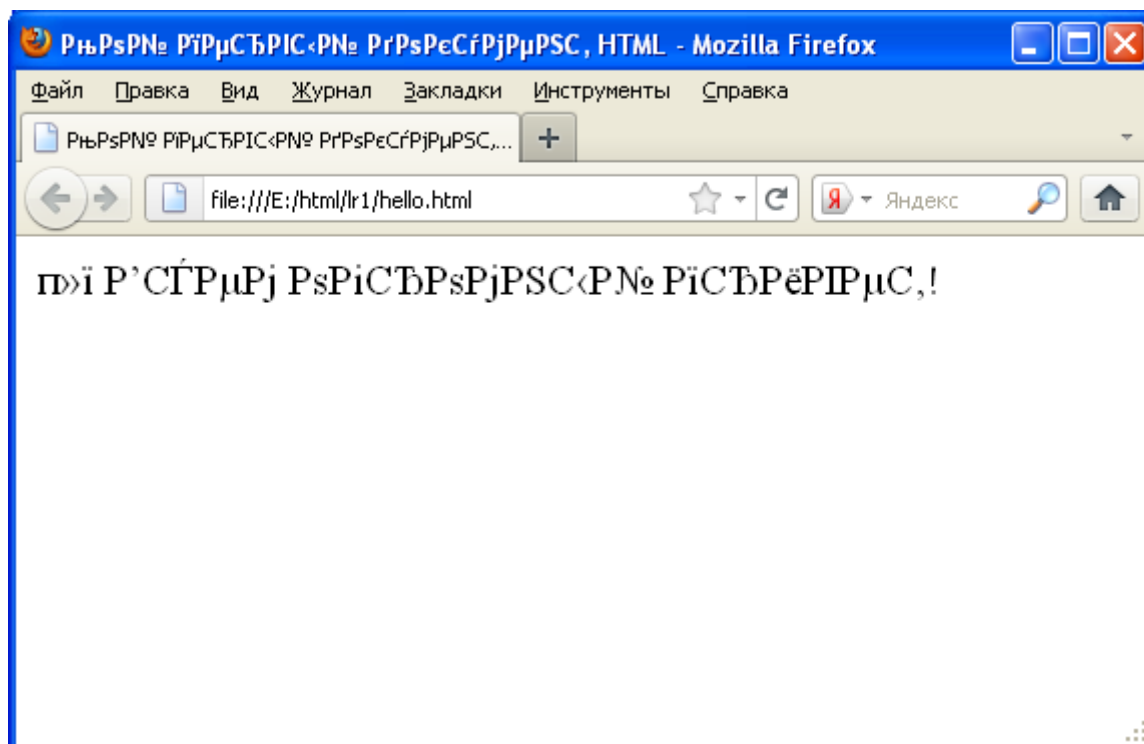 РњРѕР№ РїРµСЂРІС‹Р№ РґРѕРєСѓРјРµРЅС‚ HTML - Mozilla Firefox
Файл Правка Вид Журнал Закладки Инструменты Справка
РњРѕР№ РїРµСЂРІС‹Р№ РґРѕРєСѓРјРµРЅС‚...
file:///E:/html/lr1/hello.html Я Яндекс
п»ї Р’СЃРµРј РѕРіСЂРѕРјРЅС‹Р№ РїСЂРёРІРµС‚!